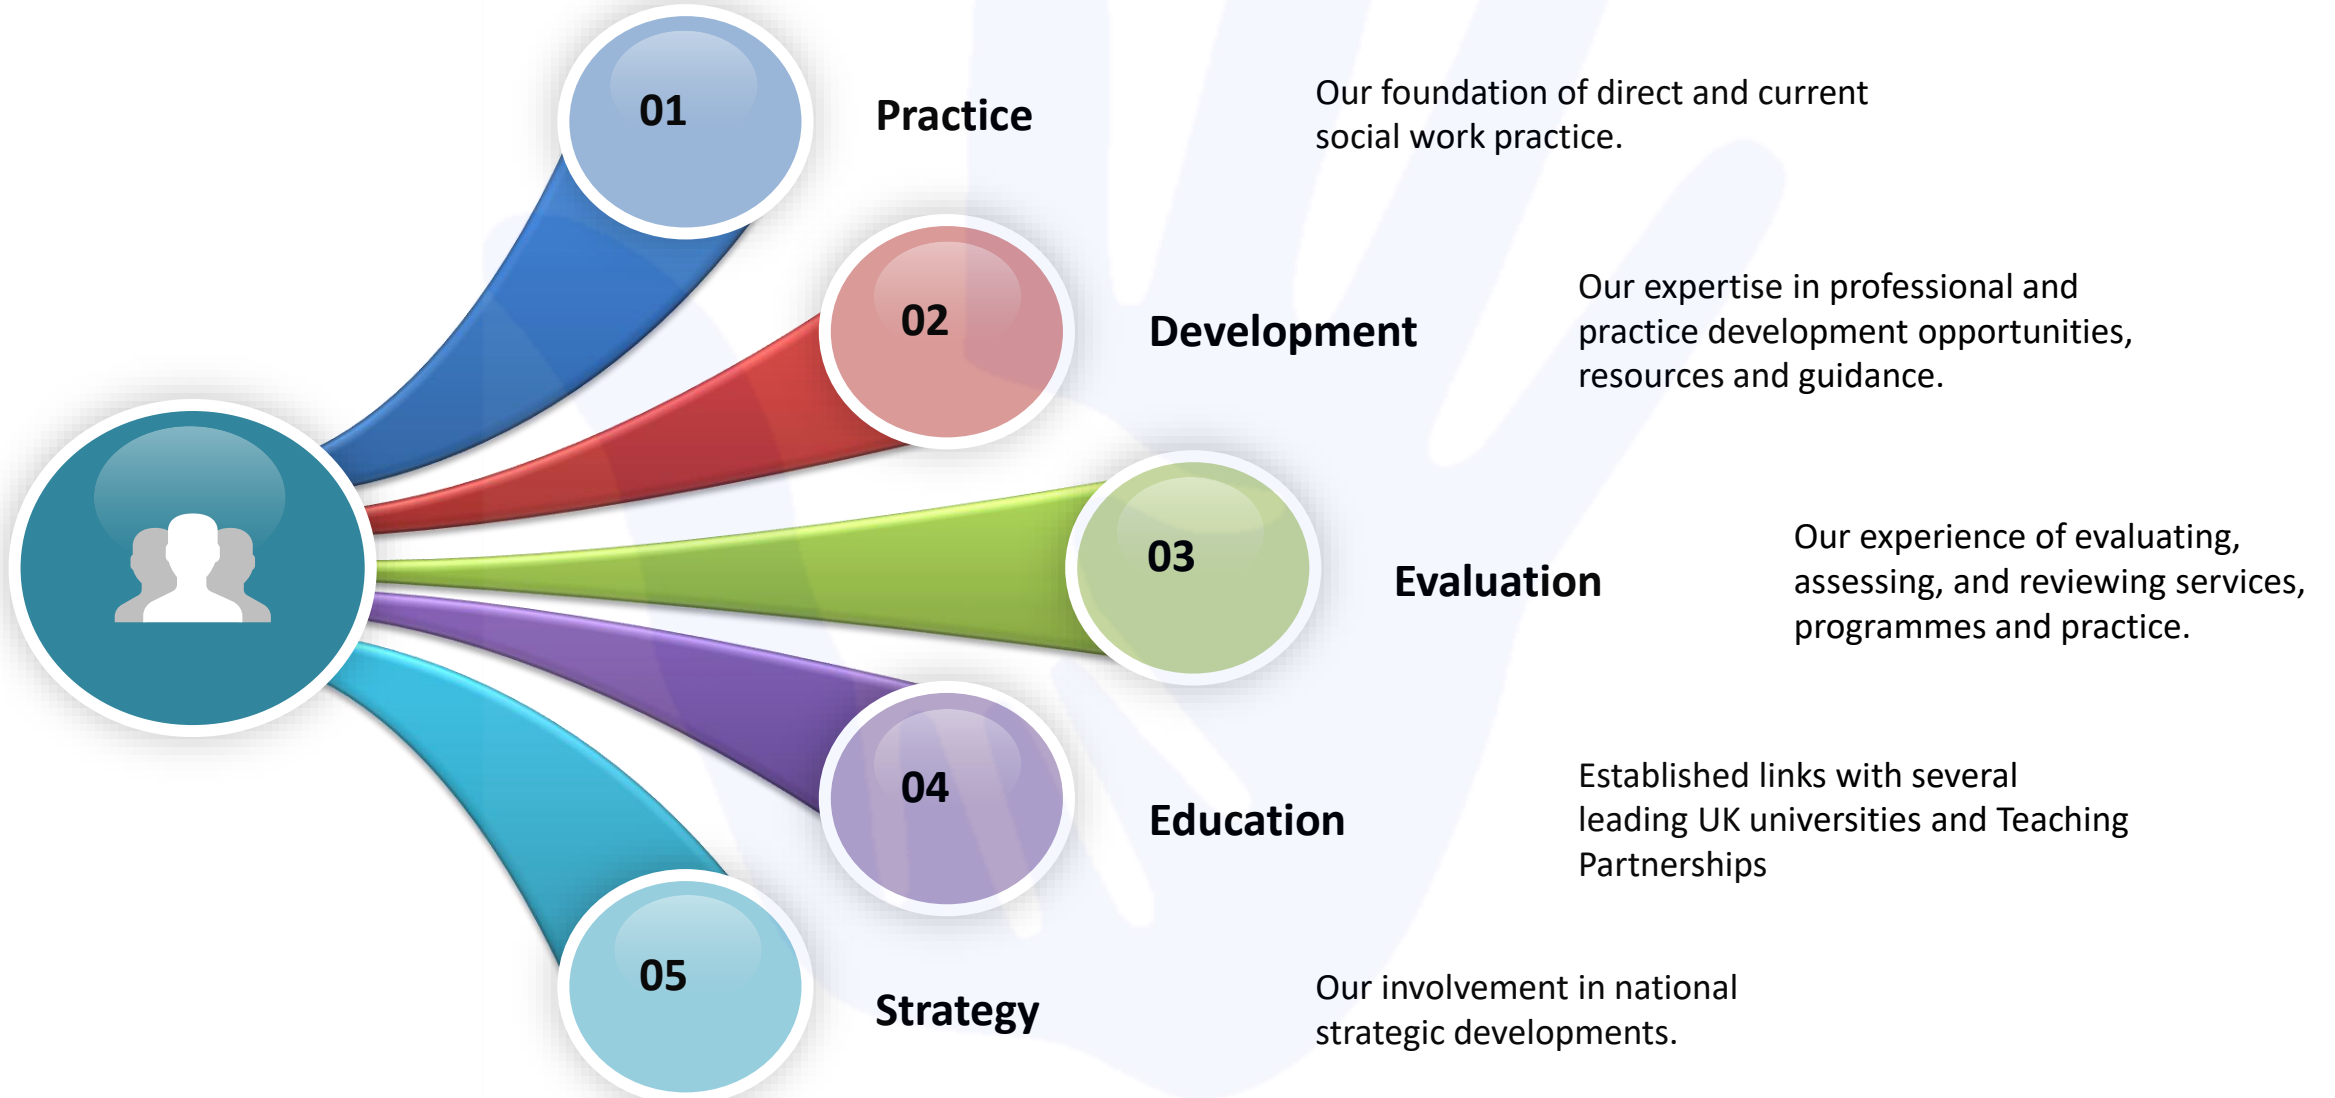 01
Practice
Our foundation of direct and current
social work practice.
02
Development
Our expertise in professional and
practice development opportunities,
resources and guidance.
03
Evaluation
Our experience of evaluating,
assessing, and reviewing services,
programmes and practice.
04
Education
Established links with several
leading UK universities and Teaching
Partnerships
05
Strategy
Our involvement in national
strategic developments.